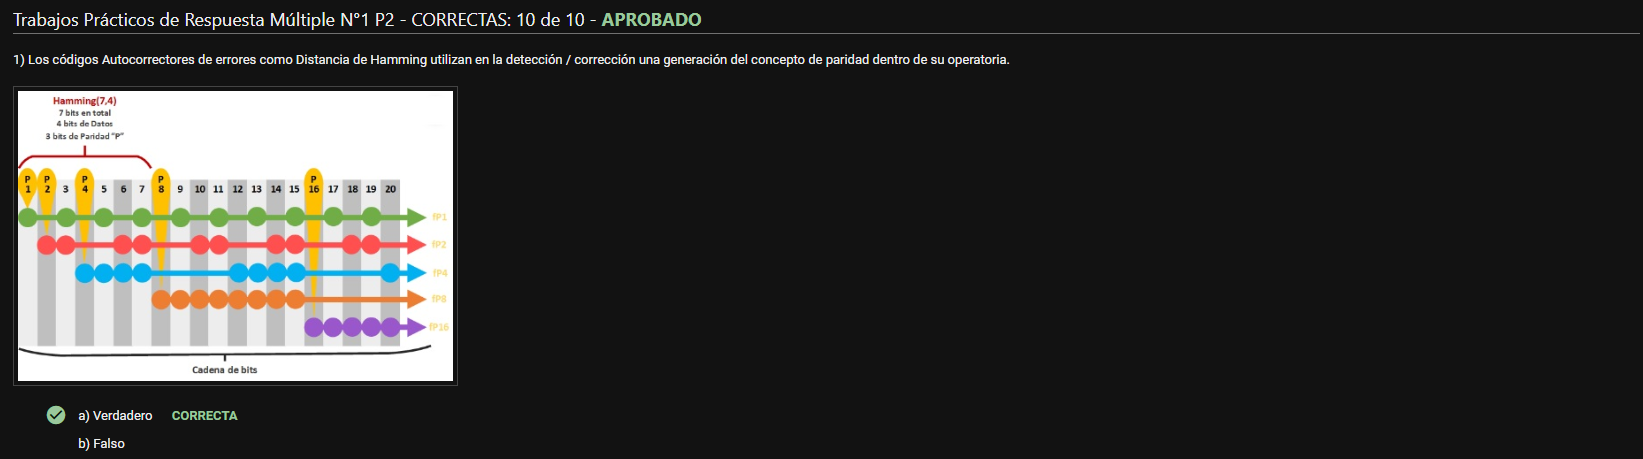 Trabajos Prácticos de Respuesta Múltiple N°1 P2 - CORRECTAS: 10 de 10 - APROBADO
1) Los códigos Autocorrectores de errores como Distancia de Hamming utilizan en la detección / corrección una generación del concepto de paridad dentro de su operatoria.
Hamming(7,4)
7 bits en total
4 bits de Datos
3 bits de Paridad "P"
P 1 P 2 3 P 4 5 6 7 P 8 9 10 11 12 13 14 15 P 16 17 18 19 20
fP1
fP2
fP4
fP8
fP16
Cadena de bits
a) Verdadero CORRECTA
b) Falso